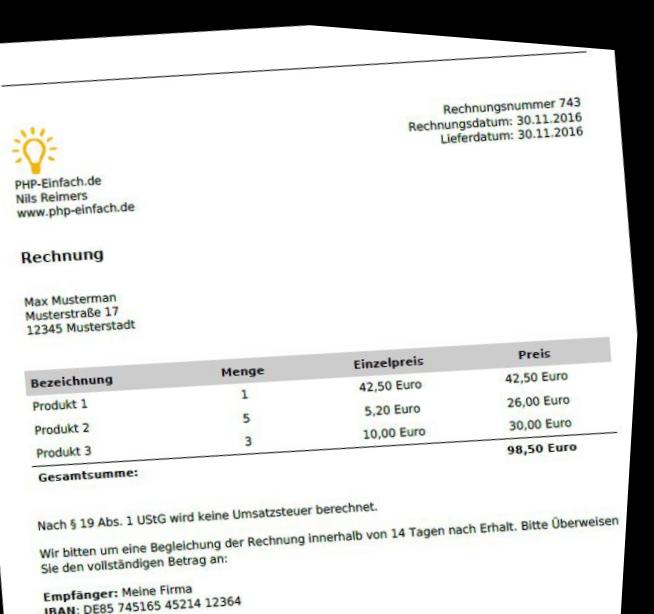 Rechnungsnummer 743
Rechnungsdatum: 30.11.2016
Lieferdatum: 30.11.2016
PHP-Einfach.de
Nils Reimers
www.php-einfach.de
Rechnung
Max Musterman
Musterstraße 17
12345 Musterstadt
Bezeichnung Menge Einzelpreis Preis
Produkt 1 1 42,50 Euro 42,50 Euro
Produkt 2 5 5,20 Euro 26,00 Euro
Produkt 3 3 10,00 Euro 30,00 Euro
Gesamtsumme: 98,50 Euro
Nach § 19 Abs. 1 UStG wird keine Umsatzsteuer berechnet.
Wir bitten um eine Begleichung der Rechnung innerhalb von 14 Tagen nach Erhalt. Bitte Überweisen
Sie den vollständigen Betrag an:
Empfänger: Meine Firma
IBAN: DE85 745165 45214 12364